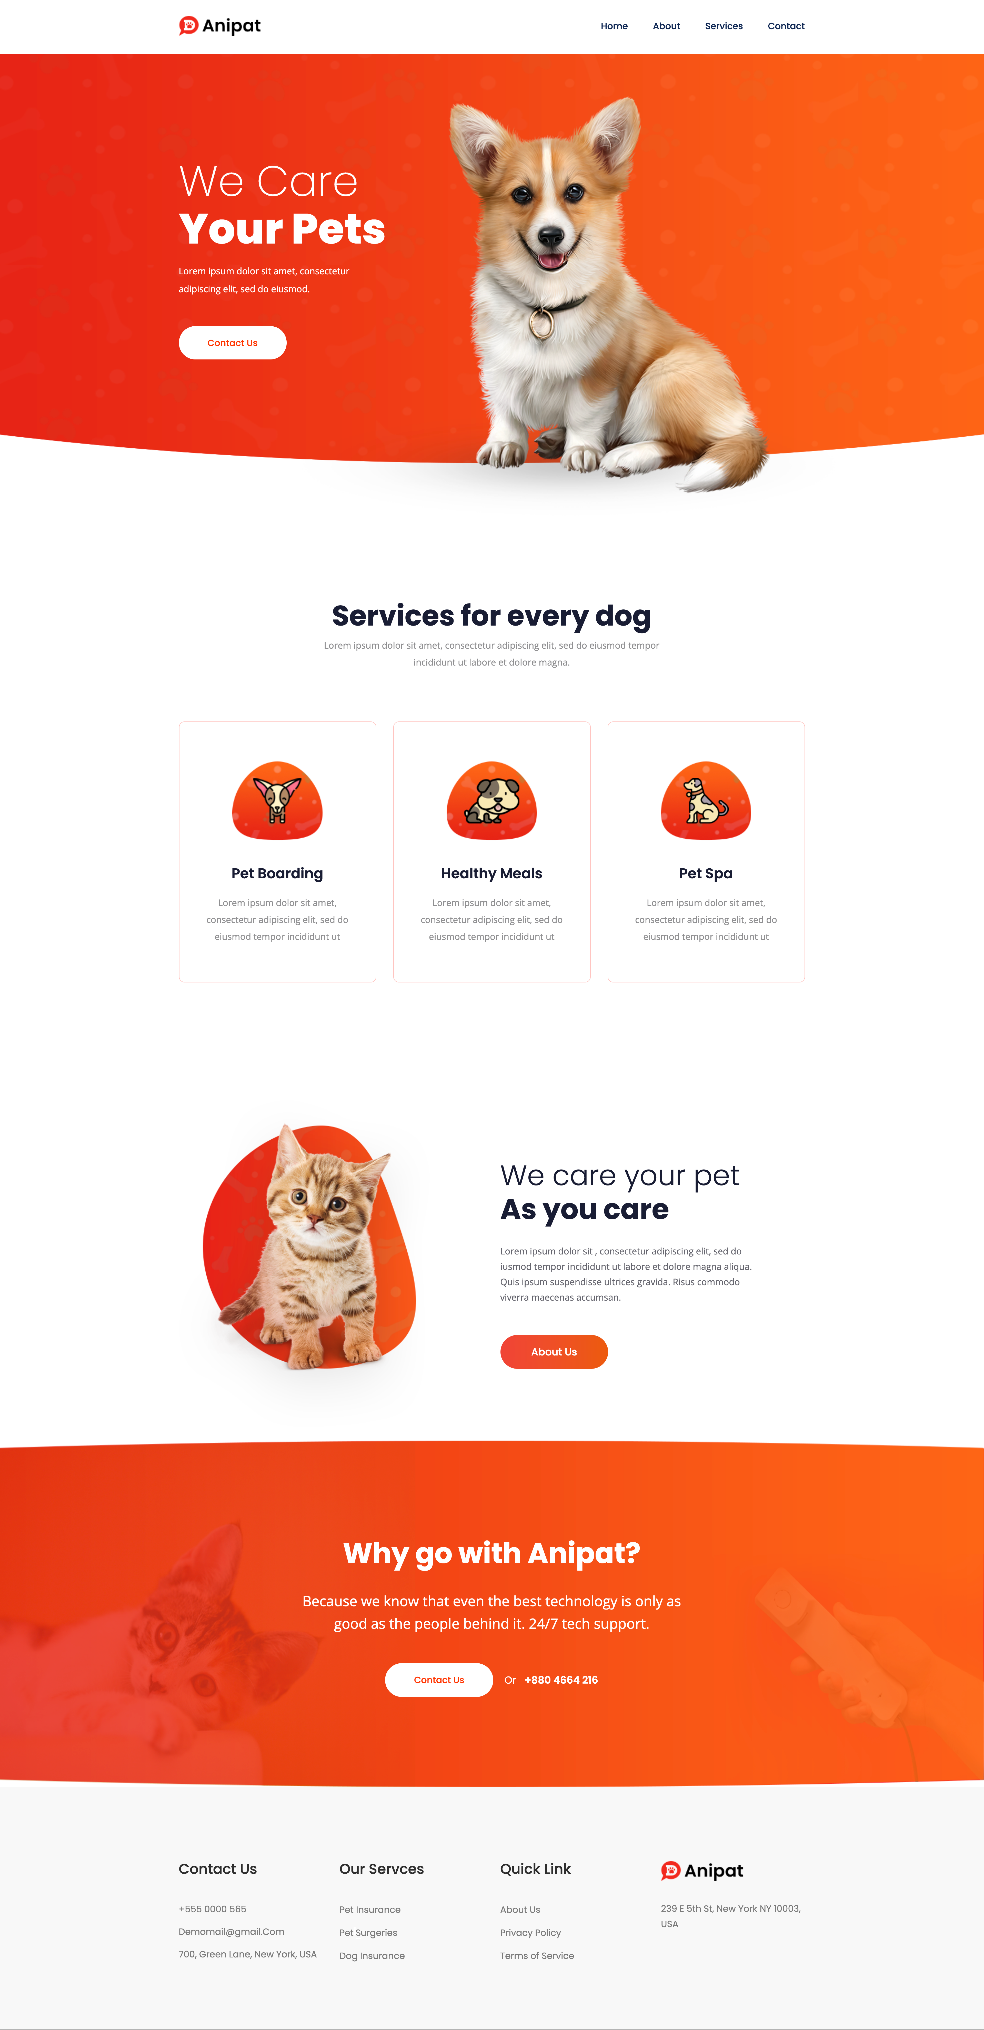 Anipat
Home About Services Contact
We Care
Your Pets
Lorem ipsum dolor sit amet, consectetur
adipiscing elit, sed do eiusmod.
Contact Us
Services for every dog
Lorem ipsum dolor sit amet, consectetur adipiscing elit, sed do eiusmod tempor
incididunt ut labore et dolore magna.
Pet Boarding
Lorem ipsum dolor sit amet,
consectetur adipiscing elit, sed do
eiusmod tempor incididunt ut
Healthy Meals
Lorem ipsum dolor sit amet,
consectetur adipiscing elit, sed do
eiusmod tempor incididunt ut
Pet Spa
Lorem ipsum dolor sit amet,
consectetur adipiscing elit, sed do
eiusmod tempor incididunt ut
We care your pet
As you care
Lorem ipsum dolor sit , consectetur adipiscing elit, sed do
iusmod tempor incididunt ut labore et dolore magna aliqua.
Quis ipsum suspendisse ultrices gravida. Risus commodo
viverra maecenas accumsan.
About Us
Why go with Anipat?
Because we know that even the best technology is only as
good as the people behind it. 24/7 tech support.
Contact Us Or +880 4664 216
Contact Us
+555 0000 565
Demomail@gmail.Com
700, Green Lane, New York, USA
Our Servces
Pet Insurance
Pet Surgeries
Dog Insurance
Quick Link
About Us
Privacy Policy
Terms of Service
Anipat
239 E 5th St, New York NY 10003,
USA